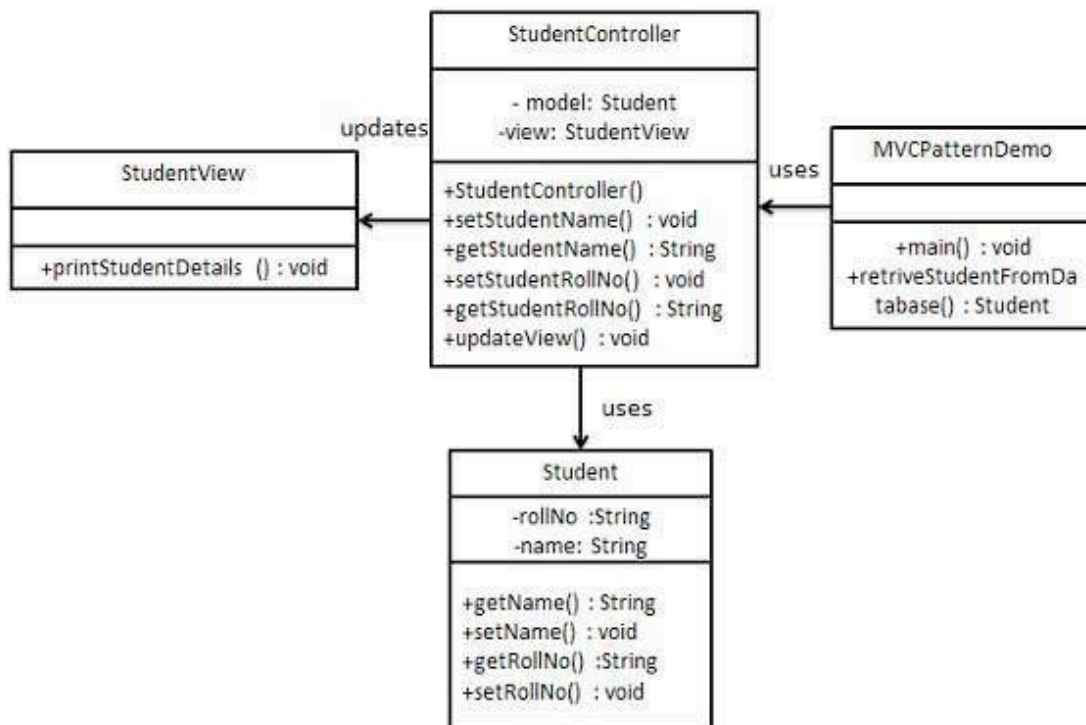 StudentController
- model: Student
-view: StudentView
+StudentController()
+setStudentName() : void
+getStudentName() : String
+setStudentRollNo() : void
+getStudentRollNo() : String
+updateView() : void
updates
StudentView
+printStudentDetails () : void
uses
MVCPatternDemo
+main() : void
+retriveStudentFromDa
tabase() : Student
uses
Student
-rollNo :String
-name: String
+getName() : String
+setName() : void
+getRollNo() :String
+setRollNo() : void